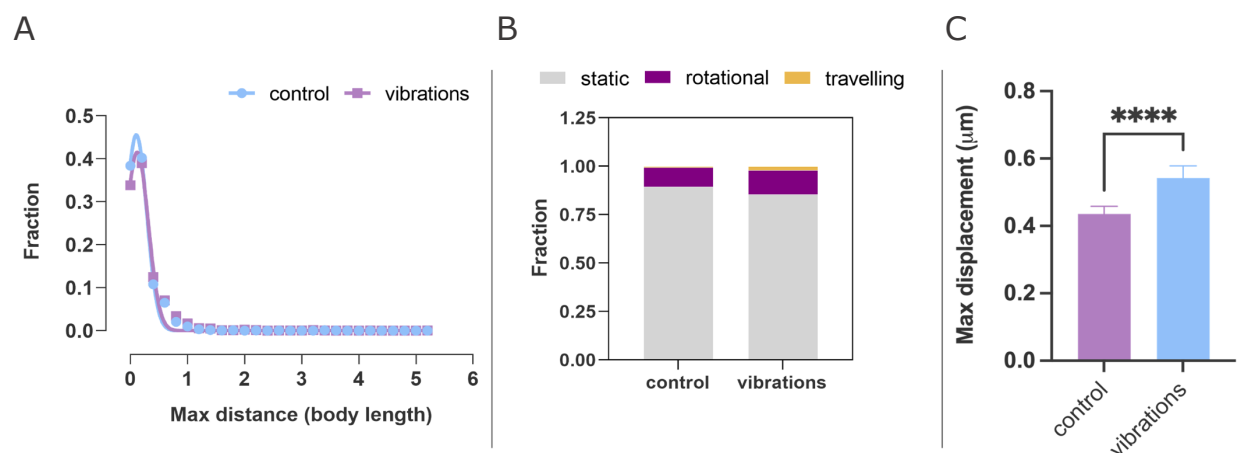 A
control vibrations
Fraction
0.5
0.4
0.3
0.2
0.1
0.0
0 1 2 3 4 5 6
Max distance (body length)
B
static rotational travelling
Fraction
1.25
1.00
0.75
0.50
0.25
0.00
control vibrations
C
Max displacement (μm)
0.8
0.6
0.4
0.2
0.0
****
control
vibrations